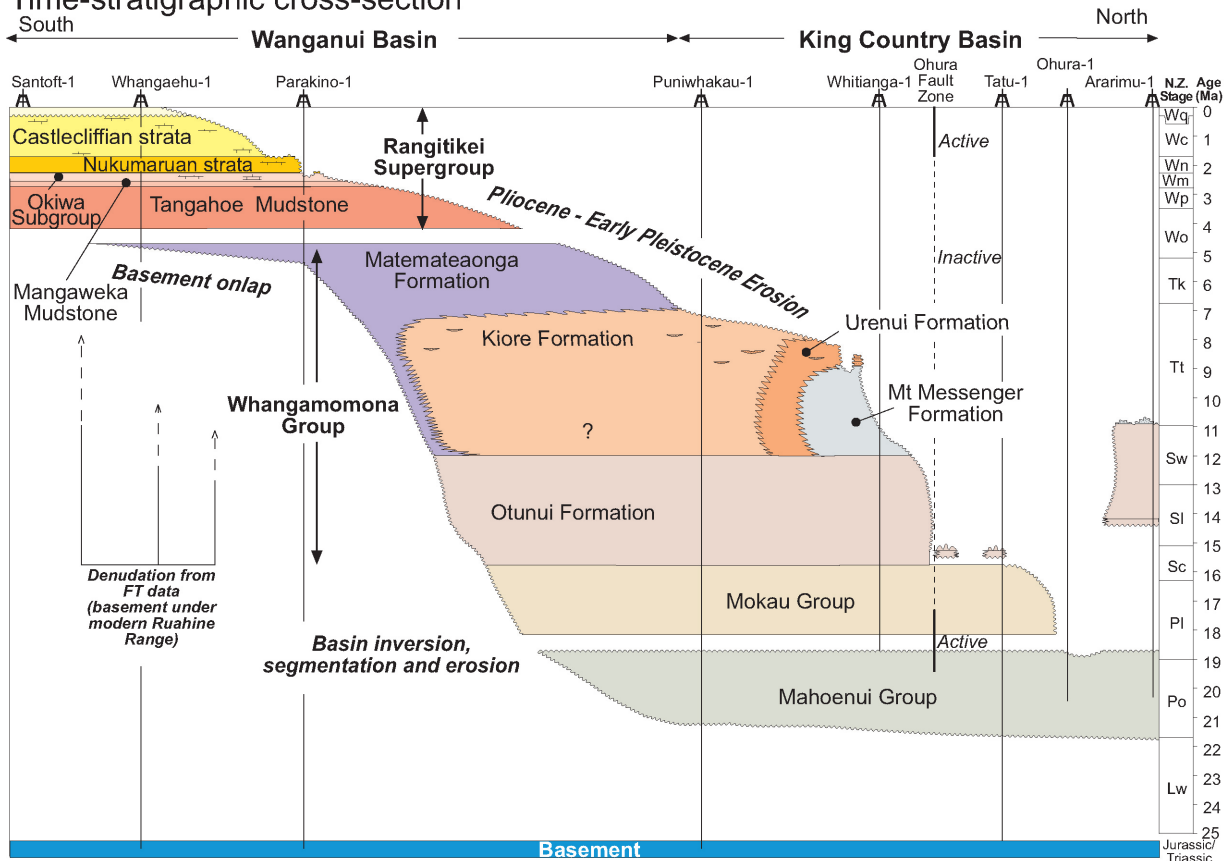 Time-stratigraphic cross-section
South
North
Wanganui Basin
King Country Basin
Santoft-1
Whangaehu-1
Parakino-1
Puniwhakau-1
Whitianga-1
Ohura
Fault
Zone
Tatu-1
Ohura-1
Ararimu-1
N.Z.
Stage
Age
(Ma)
Castlecliffian strata
Nukumaruan strata
Okiwa
Subgroup
Tangahoe Mudstone
Mangaweka
Mudstone
Rangitikei
Supergroup
Pliocene - Early Pleistocene Erosion
Basement onlap
Matemateaonga
Formation
Kiore Formation
?
Urenui Formation
Mt Messenger
Formation
Whangamomona
Group
Otunui Formation
Mokau Group
Mahoenui Group
Denudation from
FT data
(basement under
modern Ruahine
Range)
Basin inversion,
segmentation and erosion
Active
Inactive
Active
Wq
Wc
Wn
Wm
Wp
Wo
Tk
Tt
Sw
Sl
Sc
Pl
Po
Lw
0
1
2
3
4
5
6
7
8
9
10
11
12
13
14
15
16
17
18
19
20
21
22
23
24
25
Basement
Jurassic/
Triassic